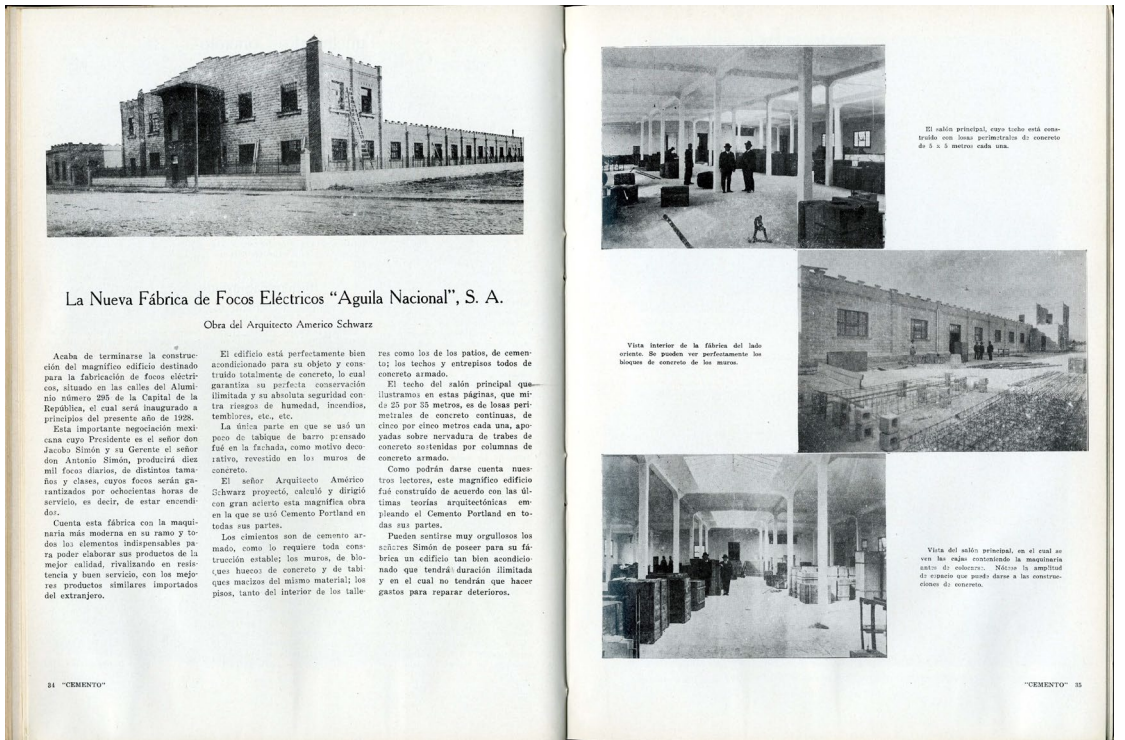 La Nueva Fábrica de Focos Eléctricos “Aguila Nacional”, S. A.
Obra del Arquitecto Americo Schwarz
Acaba de terminarse la construc-
ción del magnífico edificio destinado
para la fabricación de focos eléctri-
cos, situado en las calles del Alumi-
nio número 295 de la Capital de la
República, el cual será inaugurado a
principios del presente año de 1928.
Esta importante negociación mexi-
cana cuyo Presidente es el señor don
Jacobo Simón y su Gerente el señor
don Antonio Simón, producirá diez
mil focos diarios, de distintos tama-
ños y clases, cuyos focos serán ga-
rantizados por ochocientas horas de
servicio, es decir, de estar encendi-
dos.
Cuenta esta fábrica con la maqui-
naria más moderna en su ramo y to-
dos los elementos indispensables pa-
ra poder elaborar sus productos de la
mejor calidad, rivalizando en resis-
tencia y buen servicio, con los mejo-
res productos similares importados
del extranjero.
El edificio está perfectamente bien
acondicionado para su objeto y cons-
truído totalmente de concreto, lo cual
garantiza su perfecta conservación
ilimitada y su absoluta seguridad con-
tra riesgos de humedad, incendios,
temblores, etc., etc.
La única parte en que se usó un
poco de tabique de barro prensado
fué en la fachada, como motivo deco-
rativo, revestido en los muros de
concreto.
El señor Arquitecto Américo
Schwarz proyectó, calculó y dirigió
con gran acierto esta magnífica obra
en la que se usó Cemento Portland en
todas sus partes.
Los cimientos son de cemento ar-
mado, como lo requiere toda cons-
trucción estable; los muros, de blo-
ques huecos de concreto y de tabi-
ques macizos del mismo material; los
pisos, tanto del interior de los talle-
res como los de los patios, de cemen-
to; los techos y entrepisos todos de
concreto armado.
El techo del salón principal que
ilustramos en estas páginas, que mi-
de 25 por 35 metros, es de losas peri-
metrales de concreto continuas, de
cinco por cinco metros cada una, apo-
yadas sobre nervadura de trabes de
concreto sostenidas por columnas de
concreto armado.
Como podrán darse cuenta nues-
tros lectores, este magnífico edificio
fué construído de acuerdo con las úl-
timas teorías arquitectónicas em-
pleando el Cemento Portland en to-
das sus partes.
Pueden sentirse muy orgullosos los
señores Simón de poseer para su fá-
brica un edificio tan bien acondicio-
nado que tendrá duración ilimitada
y en el cual no tendrán que hacer
gastos para reparar deterioros.
34 "CEMENTO"
El salón principal, cuyo techo está cons-
truído con losas perimetrales de concreto
de 5 x 5 metros cada una.
Vista interior de la fábrica del lado
oriente. Se pueden ver perfectamente los
bloques de concreto de los muros.
Vista del salón principal, en el cual se
ven las cajas conteniendo la maquinaria
antes de colocarse. Nótese la amplitud
de espacio que puede darse a las construc-
ciones de concreto.
"CEMENTO" 35